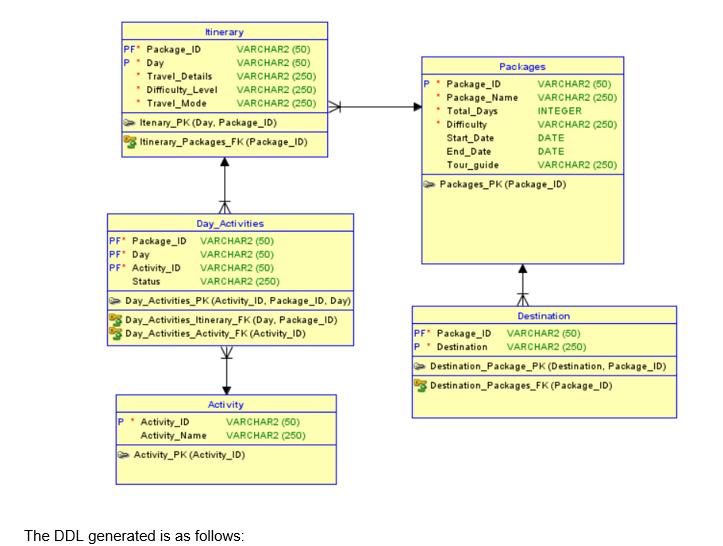 Itinerary
PF* Package_ID VARCHAR2 (50)
P * Day VARCHAR2 (50)
* Travel_Details VARCHAR2 (250)
* Difficulty_Level VARCHAR2 (250)
* Travel_Mode VARCHAR2 (250)
Itenary_PK (Day, Package_ID)
Itinerary_Packages_FK (Package_ID)
Packages
P * Package_ID VARCHAR2 (50)
* Package_Name VARCHAR2 (250)
* Total_Days INTEGER
* Difficulty VARCHAR2 (250)
Start_Date DATE
End_Date DATE
Tour_guide VARCHAR2 (250)
Packages_PK (Package_ID)
Day_Activities
PF* Package_ID VARCHAR2 (50)
PF* Day VARCHAR2 (50)
PF* Activity_ID VARCHAR2 (50)
Status VARCHAR2 (250)
Day_Activities_PK (Activity_ID, Package_ID, Day)
Day_Activities_Itinerary_FK (Day, Package_ID)
Day_Activities_Activity_FK (Activity_ID)
Destination
PF* Package_ID VARCHAR2 (50)
P * Destination VARCHAR2 (250)
Destination_Package_PK (Destination, Package_ID)
Destination_Packages_FK (Package_ID)
Activity
P * Activity_ID VARCHAR2 (50)
Activity_Name VARCHAR2 (250)
Activity_PK (Activity_ID)
The DDL generated is as follows: